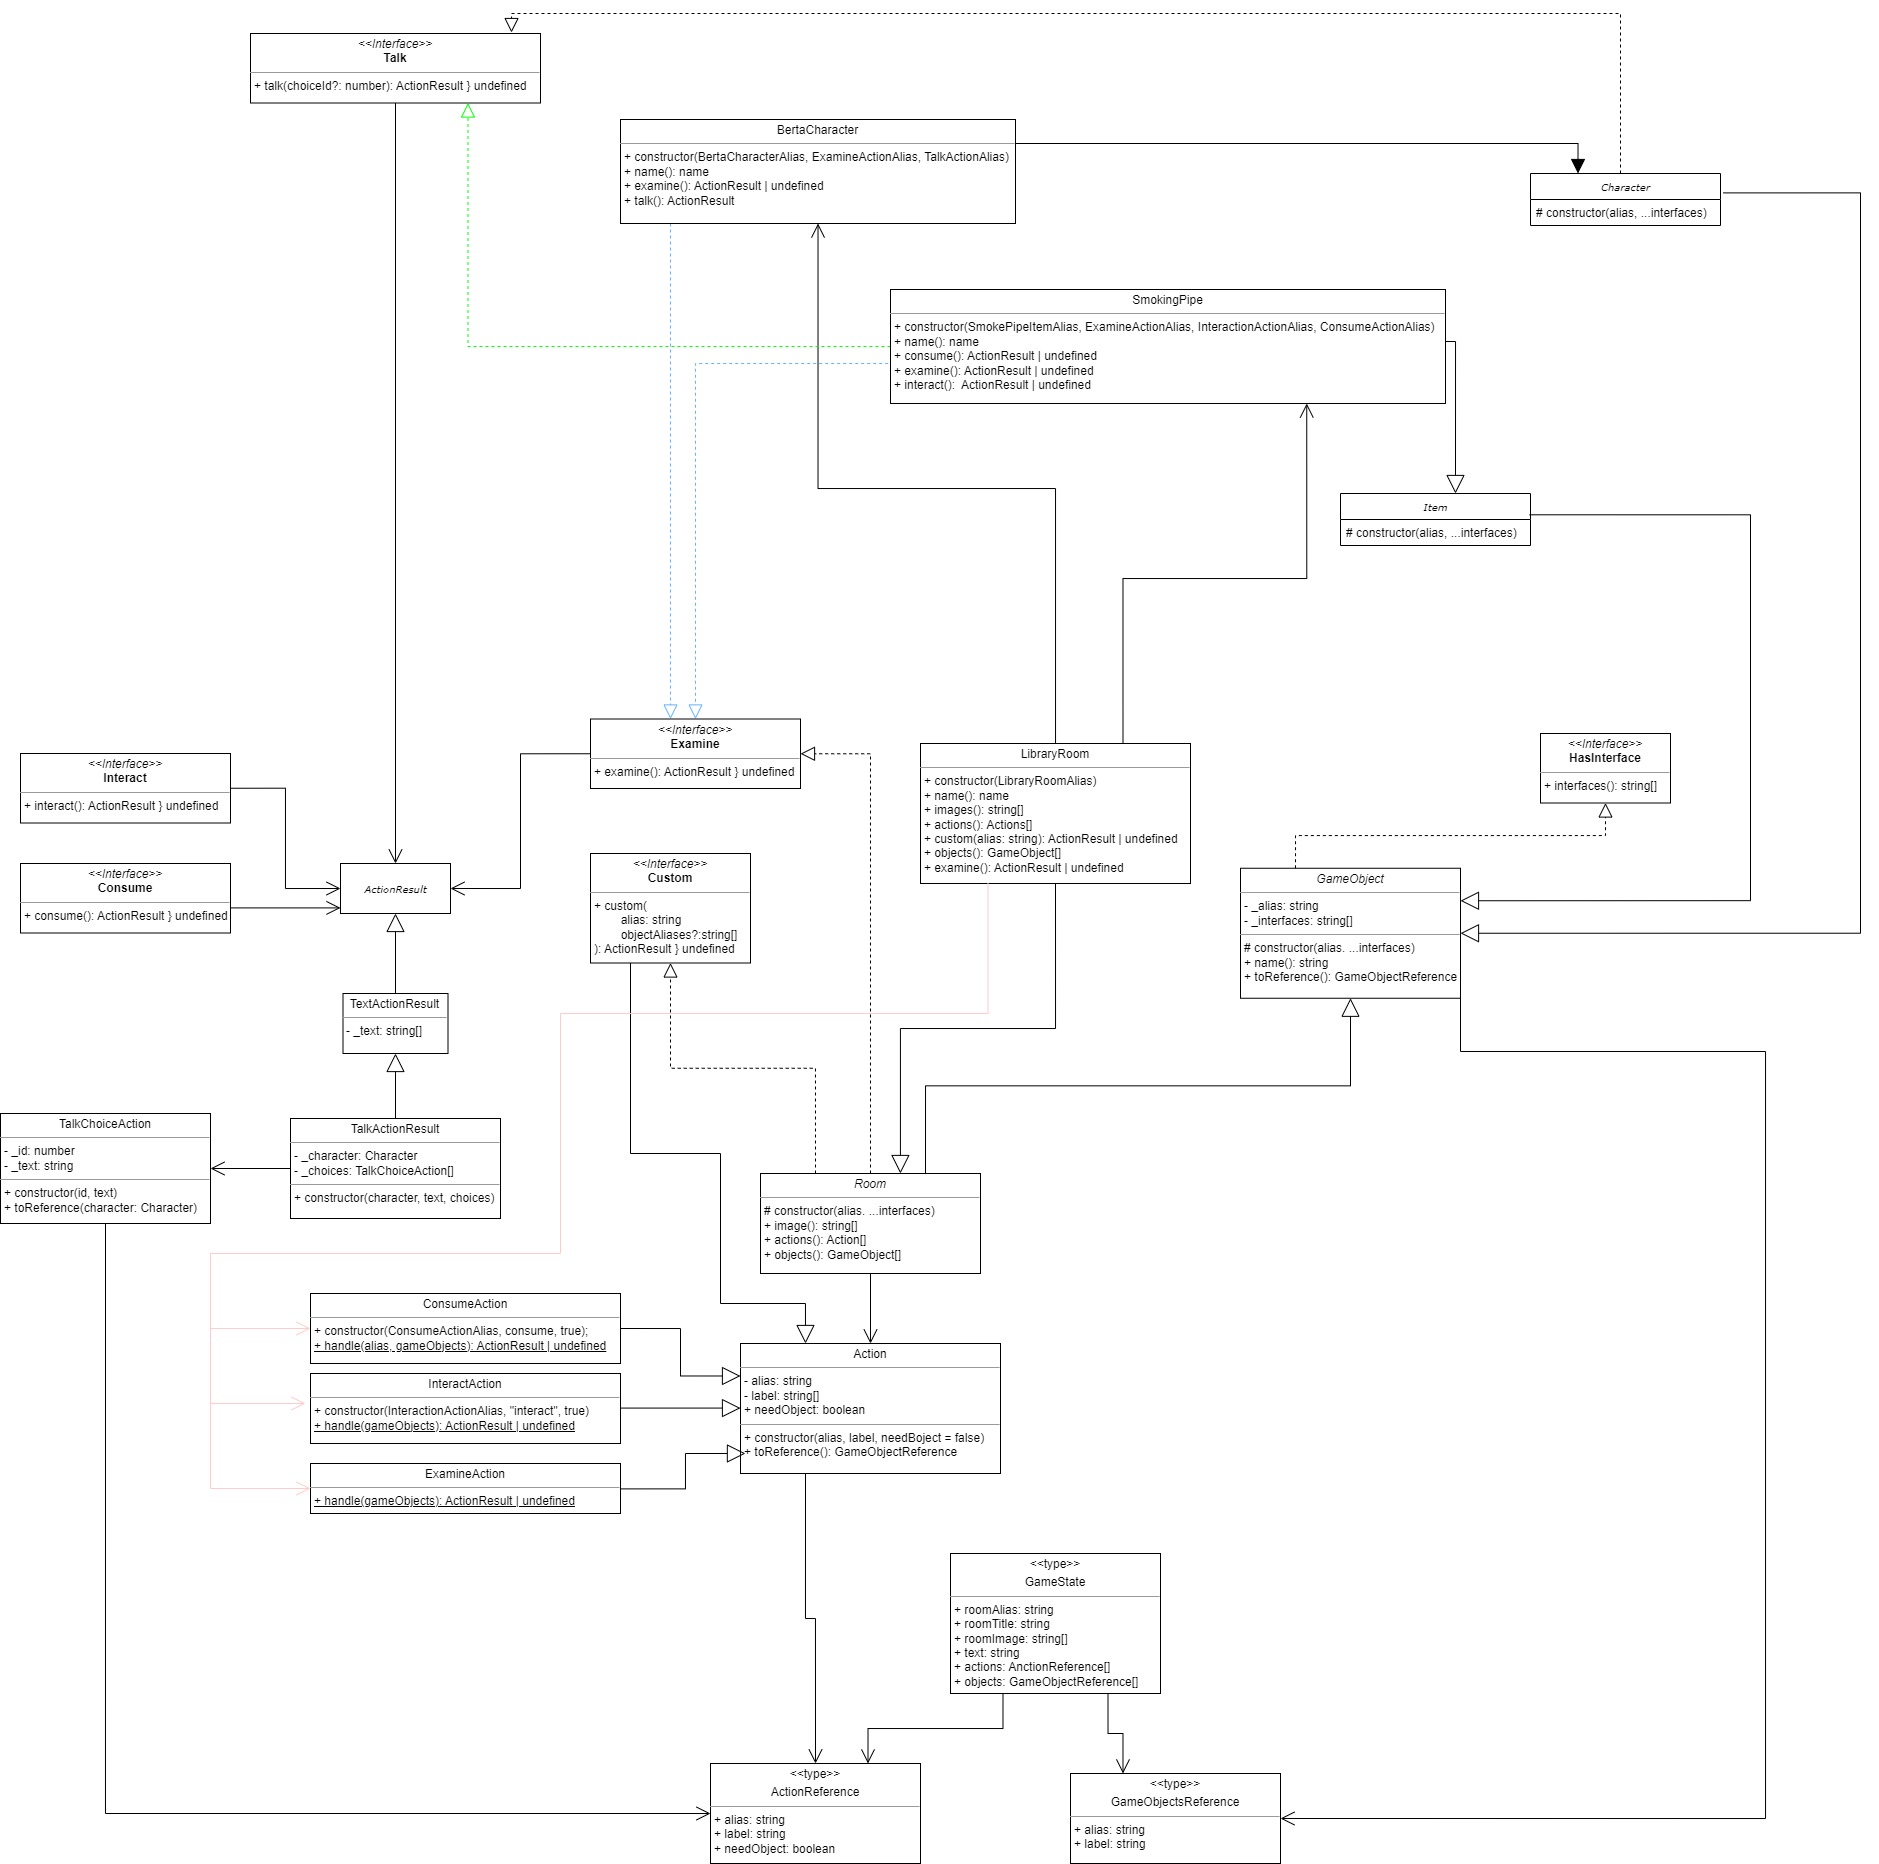 <<Interface>>
Talk
+ talk(choiceId?: number): ActionResult } undefined
BertaCharacter
+ constructor(BertaCharacterAlias, ExamineActionAlias, TalkActionAlias)
+ name(): name
+ examine(): ActionResult | undefined
+ talk(): ActionResult
Character
# constructor(alias, ...interfaces)
SmokingPipe
+ constructor(SmokePipeItemAlias, ExamineActionAlias, InteractionActionAlias, ConsumeActionAlias)
+ name(): name
+ consume(): ActionResult | undefined
+ examine(): ActionResult | undefined
+ interact():  ActionResult | undefined
Item
# constructor(alias, ...interfaces)
<<Interface>>
Examine
+ examine(): ActionResult } undefined
<<Interface>>
Interact
+ interact(): ActionResult } undefined
LibraryRoom
+ constructor(LibraryRoomAlias)
+ name(): name
+ images(): string[]
+ actions(): Actions[]
+ custom(alias: string): ActionResult | undefined
+ objects(): GameObject[]
+ examine(): ActionResult | undefined
<<Interface>>
HasInterface
+ interfaces(): string[]
<<Interface>>
Consume
+ consume(): ActionResult } undefined
ActionResult
<<Interface>>
Custom
+ custom(
alias: string
objectAliases?:string[]
): ActionResult } undefined
GameObject
- _alias: string
- _interfaces: string[]
# constructor(alias. ...interfaces)
+ name(): string
+ toReference(): GameObjectReference
TextActionResult
- _text: string[]
TalkChoiceAction
- _id: number
- _text: string
+ constructor(id, text)
+ toReference(character: Character)
TalkActionResult
- _character: Character
- _choices: TalkChoiceAction[]
+ constructor(character, text, choices)
Room
# constructor(alias. ...interfaces)
+ image(): string[]
+ actions(): Action[]
+ objects(): GameObject[]
ConsumeAction
+ constructor(ConsumeActionAlias, consume, true);
+ handle(alias, gameObjects): ActionResult | undefined
InteractAction
+ constructor(InteractionActionAlias, "interact", true)
+ handle(gameObjects): ActionResult | undefined
ExamineAction
+ handle(gameObjects): ActionResult | undefined
Action
- alias: string
- label: string[]
+ needObject: boolean
+ constructor(alias, label, needBoject = false)
+ toReference(): GameObjectReference
<<type>>
GameState
+ roomAlias: string
+ roomTitle: string
+ roomImage: string[]
+ text: string
+ actions: AnctionReference[]
+ objects: GameObjectReference[]
<<type>>
ActionReference
+ alias: string
+ label: string
+ needObject: boolean
<<type>>
GameObjectsReference
+ alias: string
+ label: string